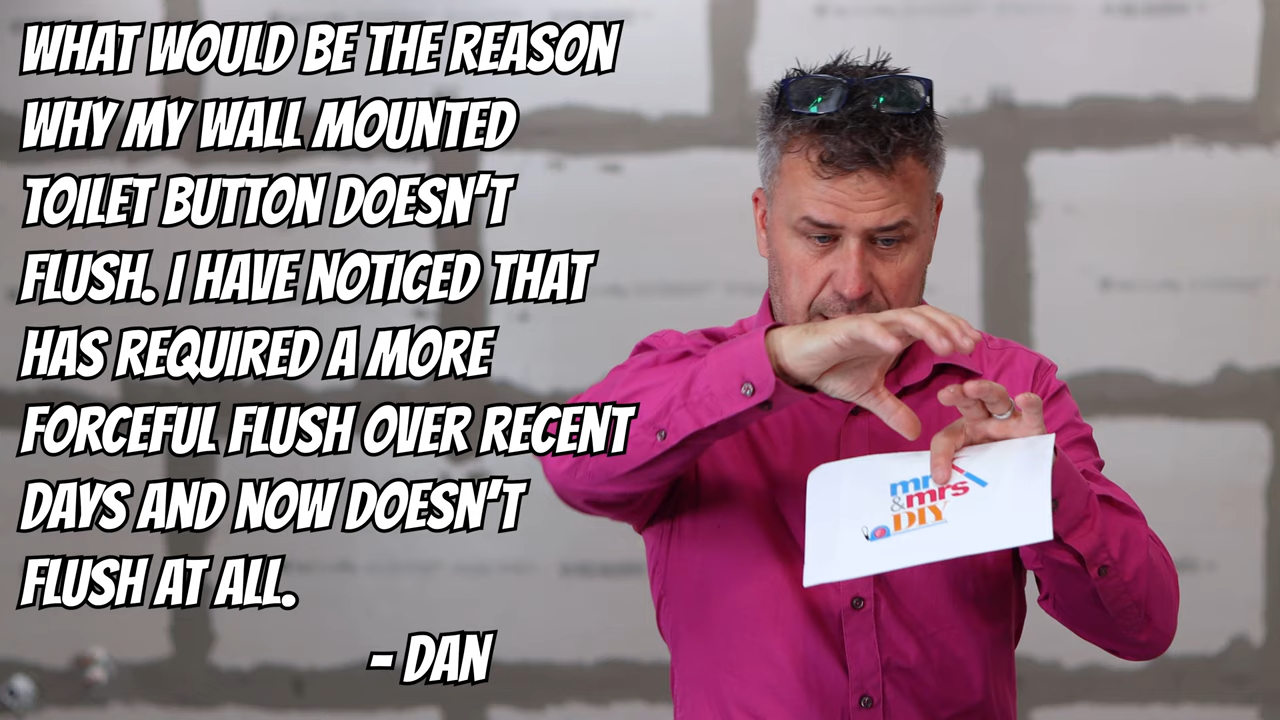 WHAT WOULD BE THE REASON
WHY MY WALL MOUNTED
TOILET BUTTON DOESN'T
FLUSH. I HAVE NOTICED THAT
HAS REQUIRED A MORE
FORCEFUL FLUSH OVER RECENT
DAYS AND NOW DOESN'T
FLUSH AT ALL.
- DAN
mr
&mrs
DIY